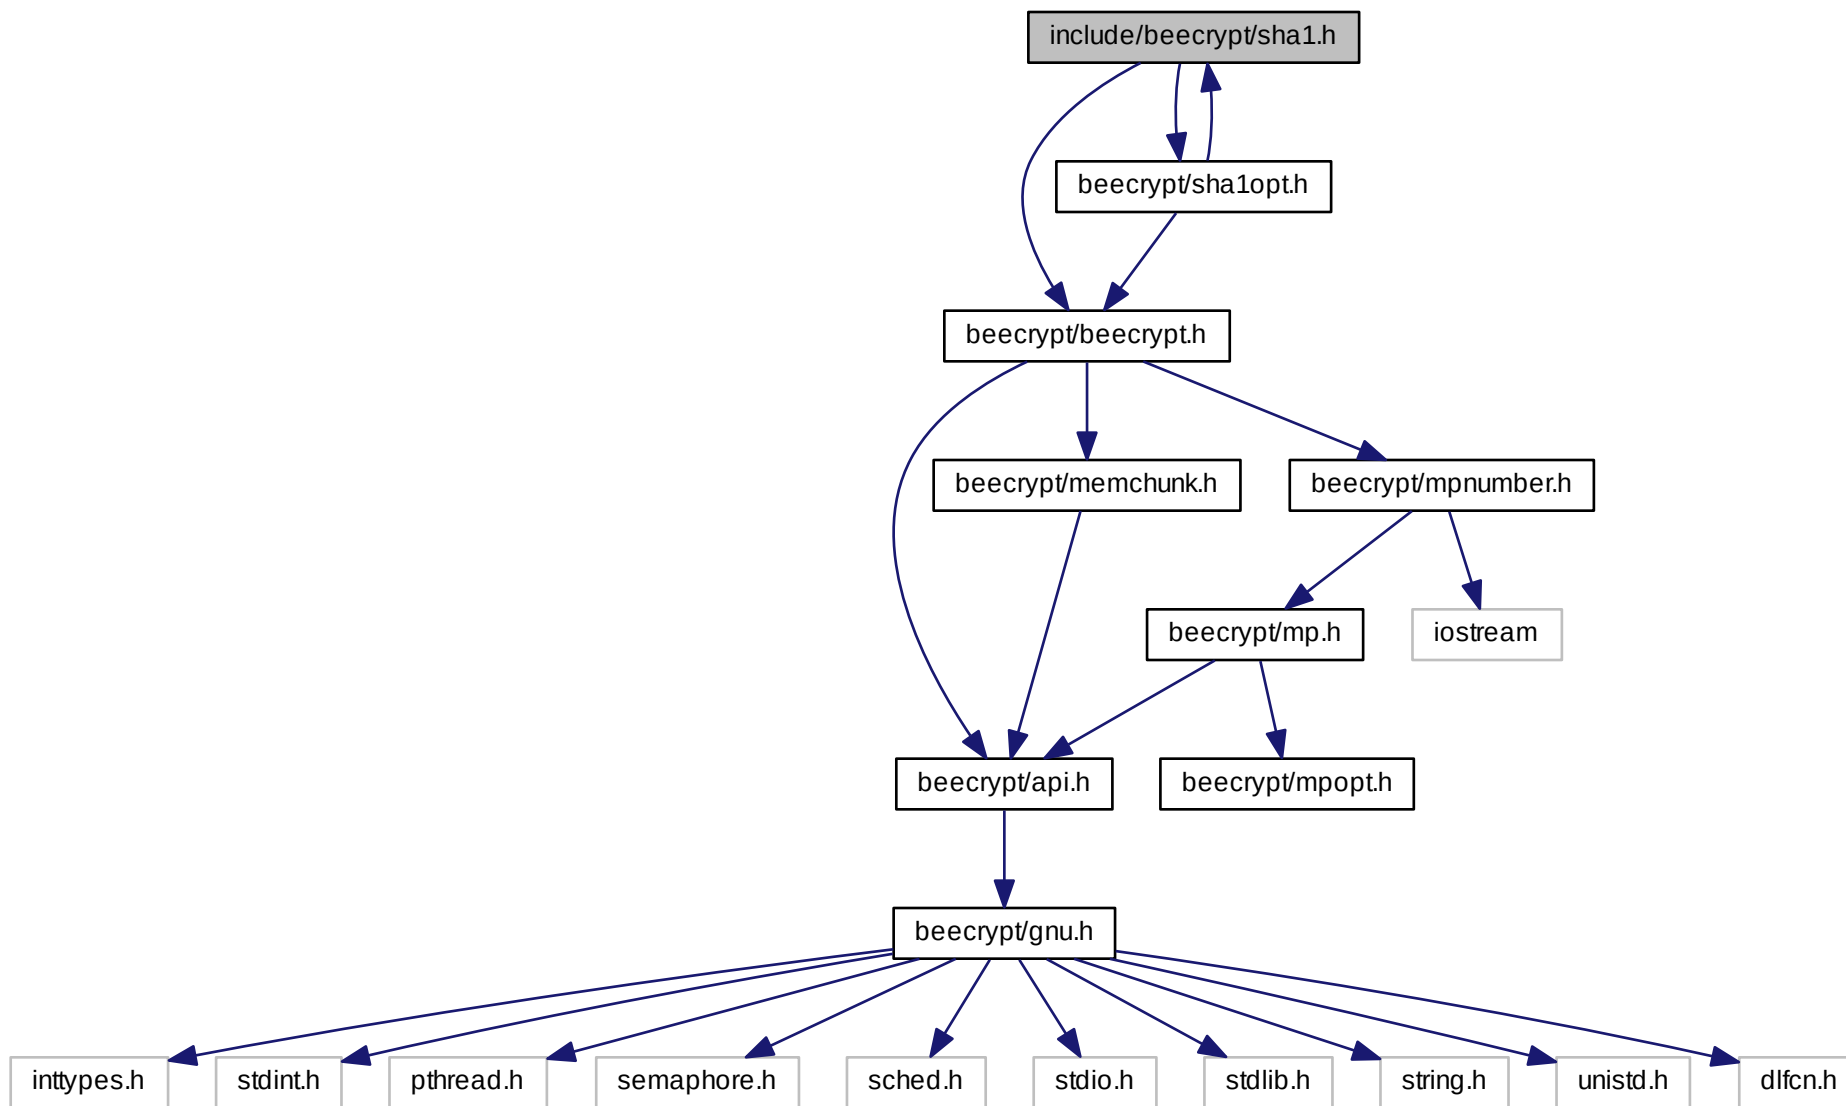 include/beecrypt/sha1.h
beecrypt/sha1opt.h
beecrypt/beecrypt.h
beecrypt/memchunk.h
beecrypt/mpnumber.h
beecrypt/mp.h
iostream
beecrypt/api.h
beecrypt/mpopt.h
beecrypt/gnu.h
inttypes.h
stdint.h
pthread.h
semaphore.h
sched.h
stdio.h
stdlib.h
string.h
unistd.h
dlfcn.h